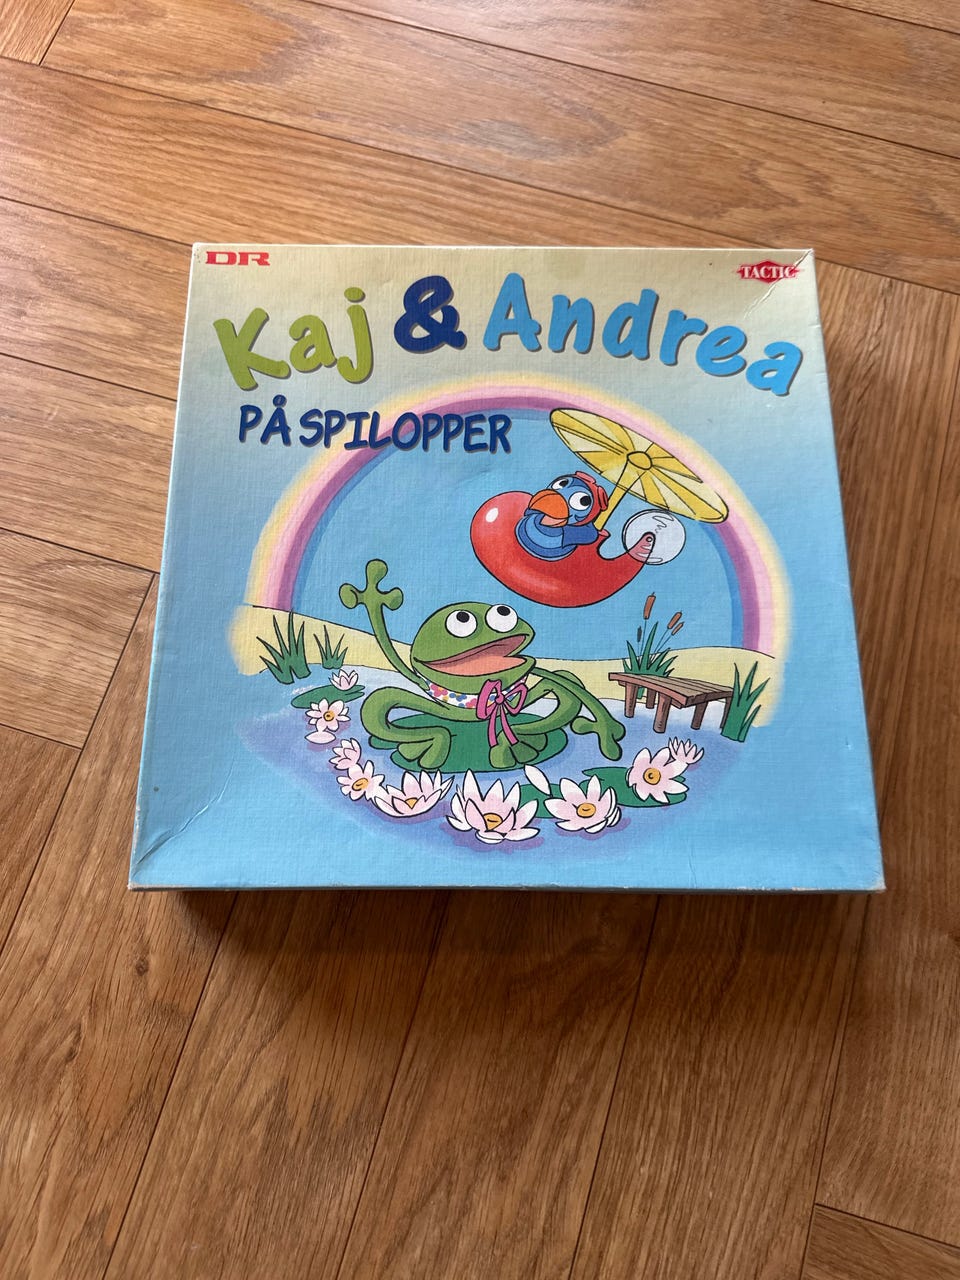 DR
TACTIC
Kaj & Andrea
PÅ SPILOPPER